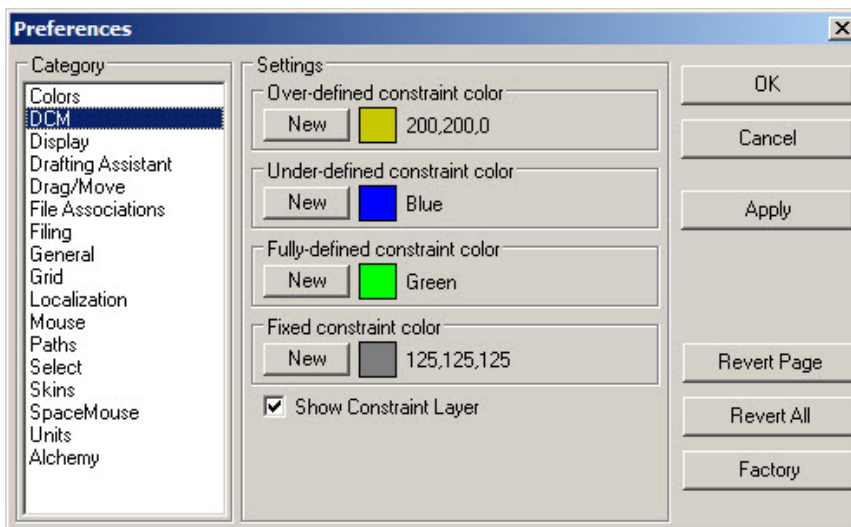 Preferences
Category
Colors
DCM
Display
Drafting Assistant
Drag/Move
File Associations
Filing
General
Grid
Localization
Mouse
Paths
Select
Skins
SpaceMouse
Units
Alchemy
Settings
Over-defined constraint color
New 200,200,0
Under-defined constraint color
New Blue
Fully-defined constraint color
New Green
Fixed constraint color
New 125,125,125
Show Constraint Layer
OK
Cancel
Apply
Revert Page
Revert All
Factory